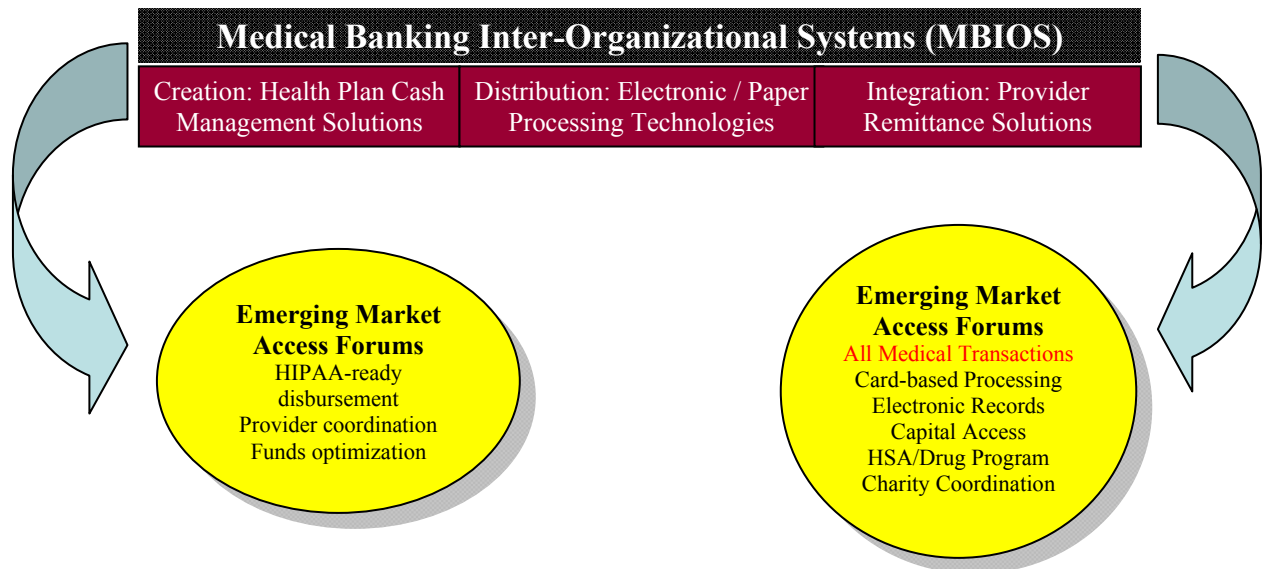 Medical Banking Inter-Organizational Systems (MBIOS)
Creation: Health Plan Cash
Management Solutions
Distribution: Electronic / Paper
Processing Technologies
Integration: Provider
Remittance Solutions
Emerging Market
Access Forums
HIPAA-ready
disbursement
Provider coordination
Funds optimization
Emerging Market
Access Forums
All Medical Transactions
Card-based Processing
Electronic Records
Capital Access
HSA/Drug Program
Charity Coordination